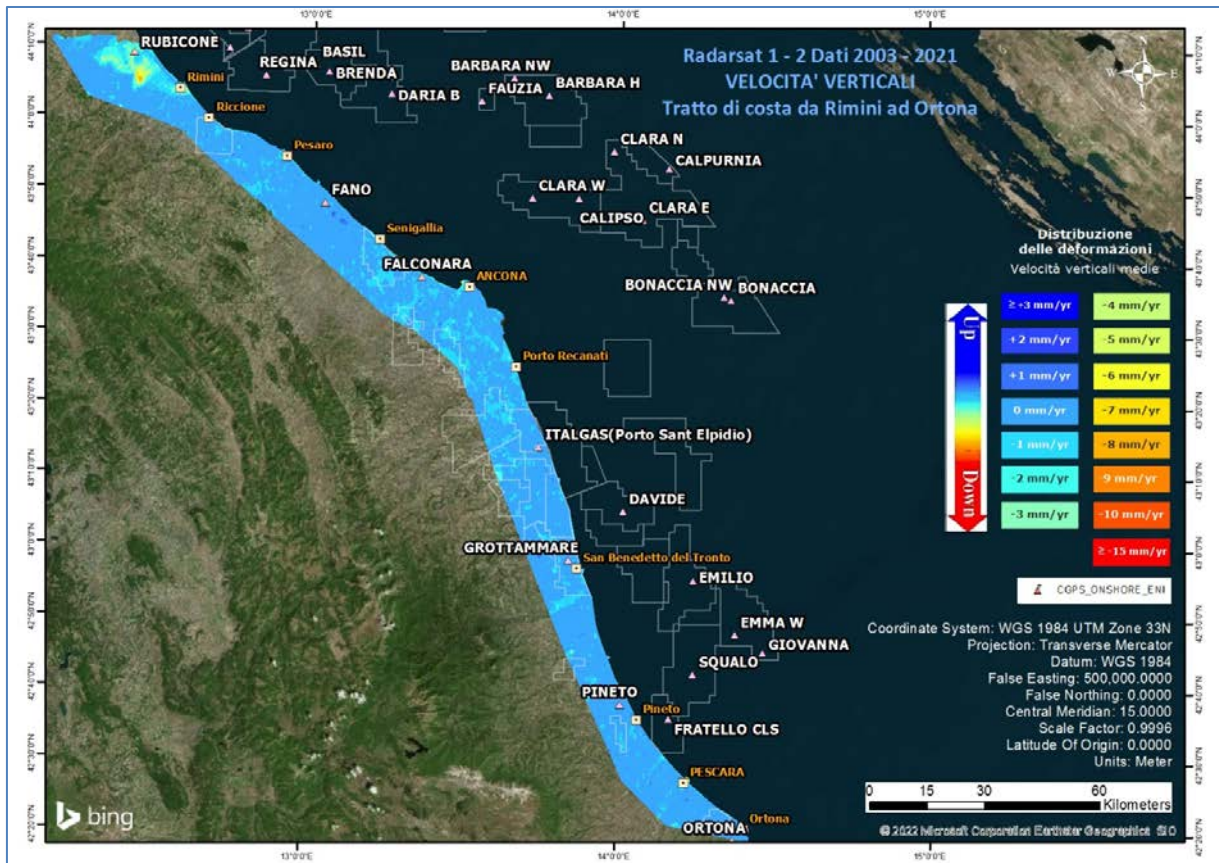 13°0'0"E
14°0'0"E
15°0'0"E
Radarsat 1 - 2 Dati 2003 - 2021
VELOCITA' VERTICALI
Tratto di costa da Rimini ad Ortona
RUBICONE
REGINA
BASIL
BRENDA
DARIA B
BARBARA NW
FAUZIA
BARBARA H
Rimini
Riccione
Pesaro
FANO
Senigallia
FALCONARA
ANCONA
CLARA N
CALPURNIA
CLARA W
CALIPSO
CLARA E
BONACCIA NW
BONACCIA
Porto Recanati
ITALGAS(Porto Sant Elpidio)
DAVIDE
GROTTAMMARE
San Benedetto del Tronto
EMILIO
EMMA W
GIOVANNA
SQUALO
PINETO
Pineto
FRATELLO CLS
PESCARA
ORTONA
Ortona
Distribuzione
delle deformazioni
Velocità verticali medie
Up
Down
≥ +3 mm/yr
+2 mm/yr
+1 mm/yr
0 mm/yr
-1 mm/yr
-2 mm/yr
-3 mm/yr
-4 mm/yr
-5 mm/yr
-6 mm/yr
-7 mm/yr
-8 mm/yr
9 mm/yr
-10 mm/yr
≥ -15 mm/yr
CGPS_ONSHORE_ENI
Coordinate System: WGS 1984 UTM Zone 33N
Projection: Transverse Mercator
Datum: WGS 1984
False Easting: 500,000.0000
False Northing: 0.0000
Central Meridian: 15.0000
Scale Factor: 0.9996
Latitude Of Origin: 0.0000
Units: Meter
0 15 30 60
Kilometers
bing
© 2022 Microsoft Corporation Earthstar Geographics SIO
13°0'0"E
14°0'0"E
15°0'0"E